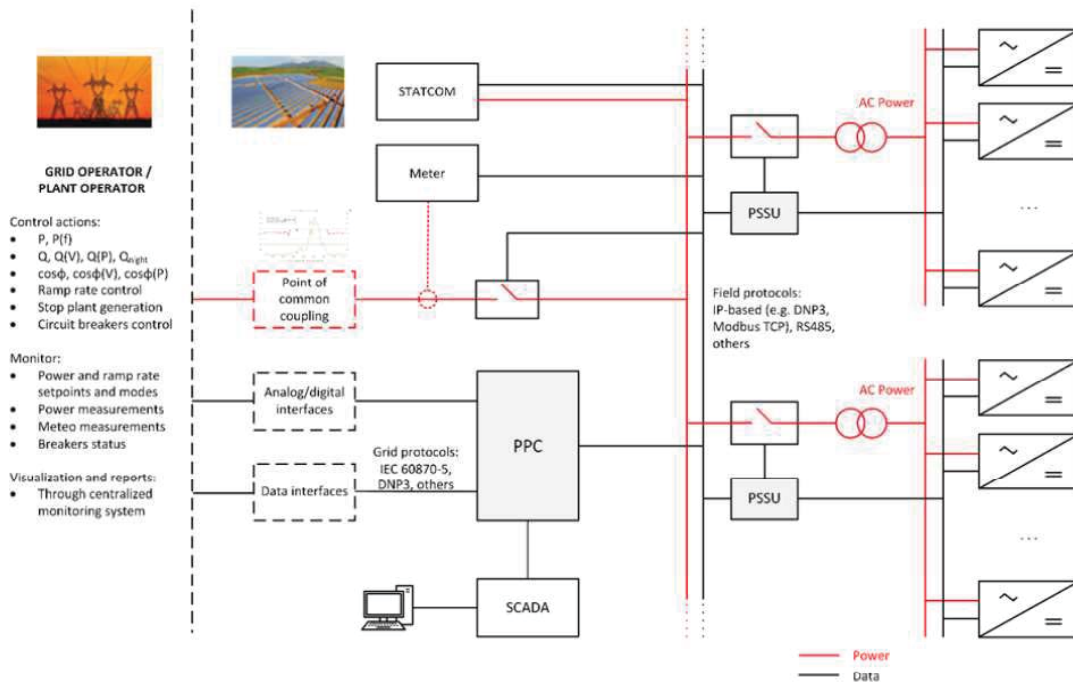 GRID OPERATOR /
PLANT OPERATOR
Control actions:
• P, P(f)
• Q, Q(V), Q(P), Qnight
• cosϕ, cosϕ(V), cosϕ(P)
• Ramp rate control
• Stop plant generation
• Circuit breakers control
Monitor:
• Power and ramp rate
setpoints and modes
• Power measurements
• Meteo measurements
• Breakers status
Visualization and reports:
• Through centralized
monitoring system
STATCOM
Meter
Point of
common
coupling
Analog/digital
interfaces
Data interfaces
Grid protocols:
IEC 60870-5,
DNP3, others
PPC
SCADA
AC Power
PSSU
...
Field protocols:
IP-based (e.g. DNP3,
Modbus TCP), RS485,
others
AC Power
PSSU
...
Power
Data